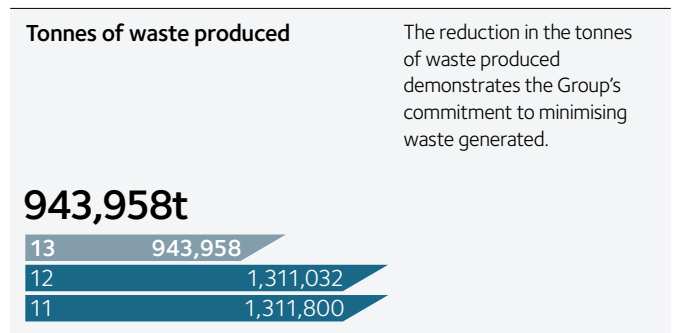 Tonnes of waste produced
The reduction in the tonnes
of waste produced
demonstrates the Group’s
commitment to minimising
waste generated.
943,958t
13 943,958
12 1,311,032
11 1,311,800